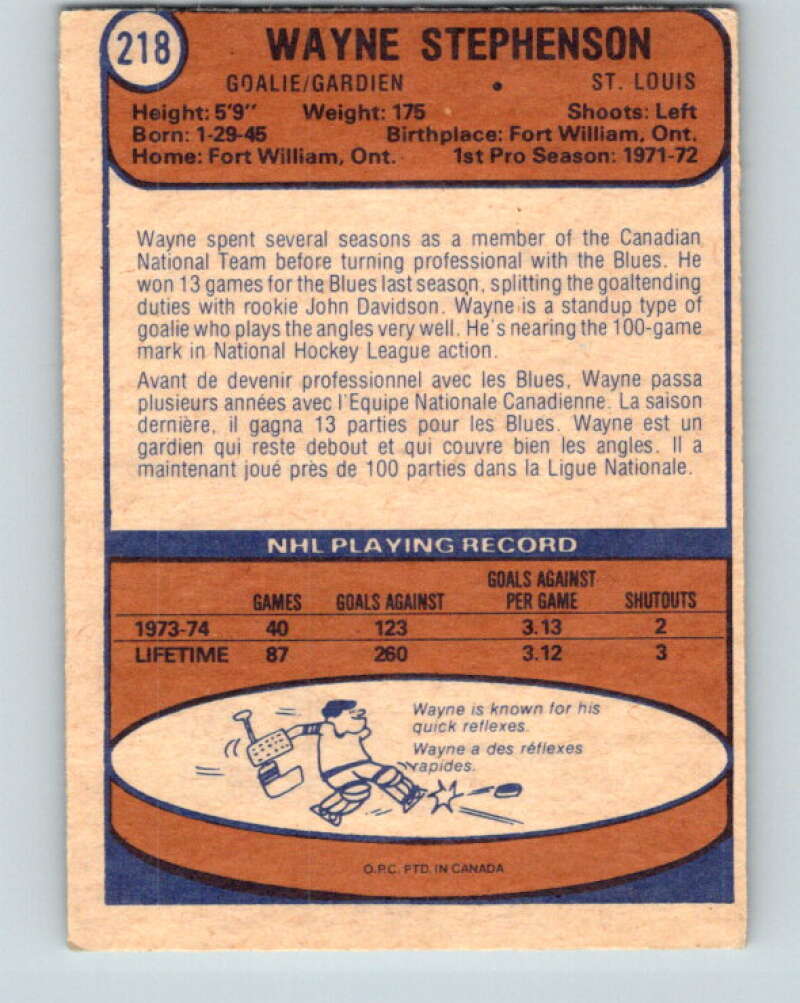 218
WAYNE STEPHENSON
GOALIE/GARDIEN • ST. LOUIS
Height: 5'9" Weight: 175 Shoots: Left
Born: 1-29-45 Birthplace: Fort William, Ont.
Home: Fort William, Ont. 1st Pro Season: 1971-72
Wayne spent several seasons as a member of the Canadian
National Team before turning professional with the Blues. He
won 13 games for the Blues last season, splitting the goaltending
duties with rookie John Davidson. Wayne is a standup type of
goalie who plays the angles very well. He's nearing the 100-game
mark in National Hockey League action.
Avant de devenir professionnel avec les Blues, Wayne passa
plusieurs années avec l'Equipe Nationale Canadienne. La saison
dernière, il gagna 13 parties pour les Blues. Wayne est un
gardien qui reste debout et qui couvre bien les angles. Il a
maintenant joué près de 100 parties dans la Ligue Nationale.
NHL PLAYING RECORD
GAMES GOALS AGAINST GOALS AGAINST PER GAME SHUTOUTS
1973-74 40 123 3.13 2
LIFETIME 87 260 3.12 3
Wayne is known for his
quick reflexes.
Wayne a des réflexes
rapides.
O.P.C. PTD. IN CANADA